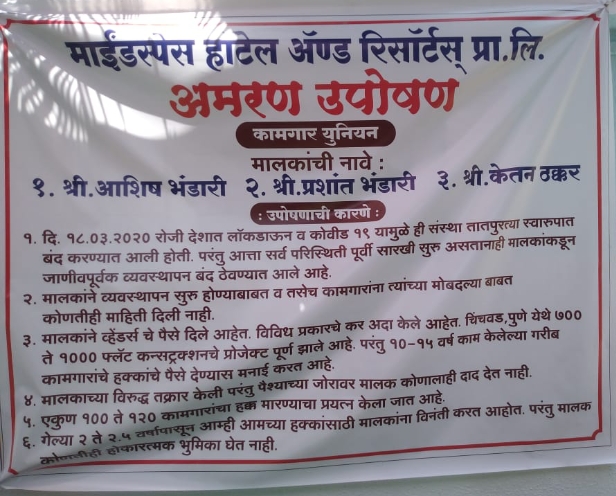 माईंडस्पेस हॉटेल ॲण्ड रिसॉर्टस् प्रा.लि.
अमरण उपोषण
कामगार युनियन
मालकांची नावे :
१. श्री.आशिष भंडारी २. श्री.प्रशांत भंडारी ३. श्री.केतन ठक्कर
: उपोषणाची कारणे :
१. दि. १८.०३.२०२० रोजी देशात लॉकडाऊन व कोवीड १९ यामुळे ही संस्था तातपुरत्या स्वारुपात
बंद करण्यात आली होती. परंतु आत्ता सर्व परिस्थिती पूर्वी सारखी सुरु असतानाही मालकांकडून
जाणीवपूर्वक व्यवस्थापन बंद ठेवण्यात आले आहे.
२. मालकांने व्यवस्थापन सुरु होण्याबाबत व तसेच कामगारांना त्यांच्या मोबदल्या बाबत
कोणतीही माहिती दिली नाही.
३. मालकांने व्हेंडर्स चे पैसे दिले आहेत. विविध प्रकारचे कर अदा केले आहेत. चिंचवड,पुणे येथे ७००
ते १००० फ्लॅट कन्सट्रक्शनचे प्रोजेक्ट पूर्ण झाले आहे. परंतु १०-१५ वर्ष काम केलेल्या गरीब
कामगारांचे हक्कांचे पैसे देण्यास मनाई करत आहे.
४. मालकाच्या विरुद्ध तक्रार केली परंतु पैश्याच्या जोरावर मालक कोणालाही दाद देत नाही.
५. एकुण १०० ते १२० कामगारांचा हक्क मारण्याचा प्रयत्न केला जात आहे.
६. गेल्या २ ते २.५ वर्षापासून आम्ही आमच्या हक्कांसाठी मालकांना विनंती करत आहोत. परंतु मालक
कोणतीही होकारत्मक भुमिका घेत नाही.